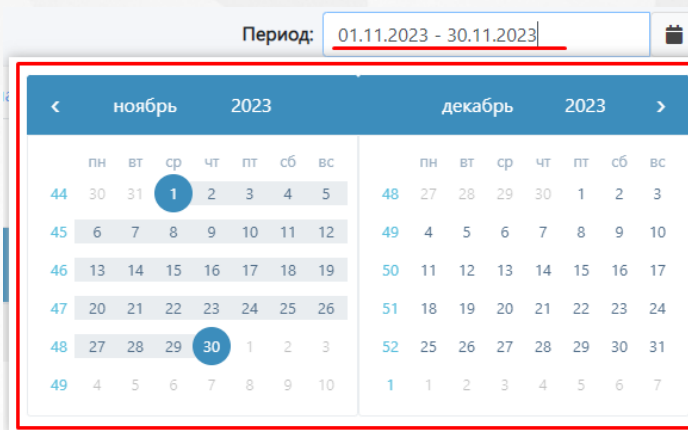 Период: 01.11.2023 - 30.11.2023
‹ ноябрь 2023
пн вт ср чт пт сб вс
44 30 31 1 2 3 4 5
45 6 7 8 9 10 11 12
46 13 14 15 16 17 18 19
47 20 21 22 23 24 25 26
48 27 28 29 30 1 2 3
49 4 5 6 7 8 9 10
декабрь 2023 ›
пн вт ср чт пт сб вс
48 27 28 29 30 1 2 3
49 4 5 6 7 8 9 10
50 11 12 13 14 15 16 17
51 18 19 20 21 22 23 24
52 25 26 27 28 29 30 31
1 1 2 3 4 5 6 7